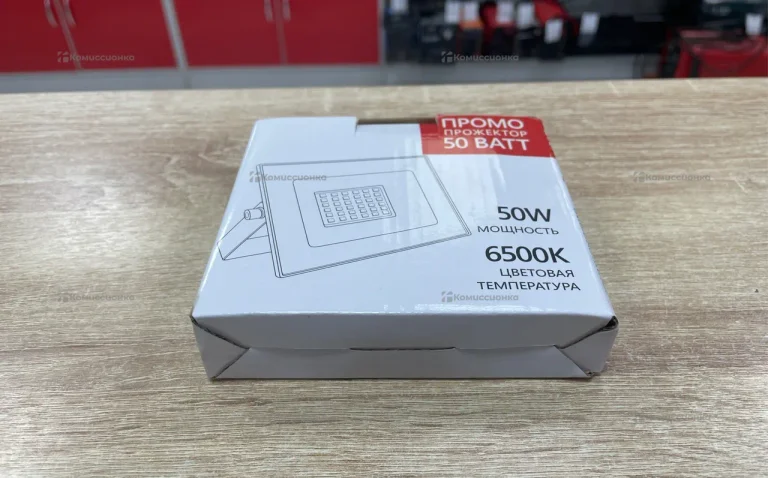 Комиссионка
Комиссионка
ПРОМО
ПРОЖЕКТОР
50 ВАТТ
Комиссионка
Комиссионка
50W
МОЩНОСТЬ
6500K
ЦВЕТОВАЯ
ТЕМПЕРАТУРА
Комиссионка
Комиссионка